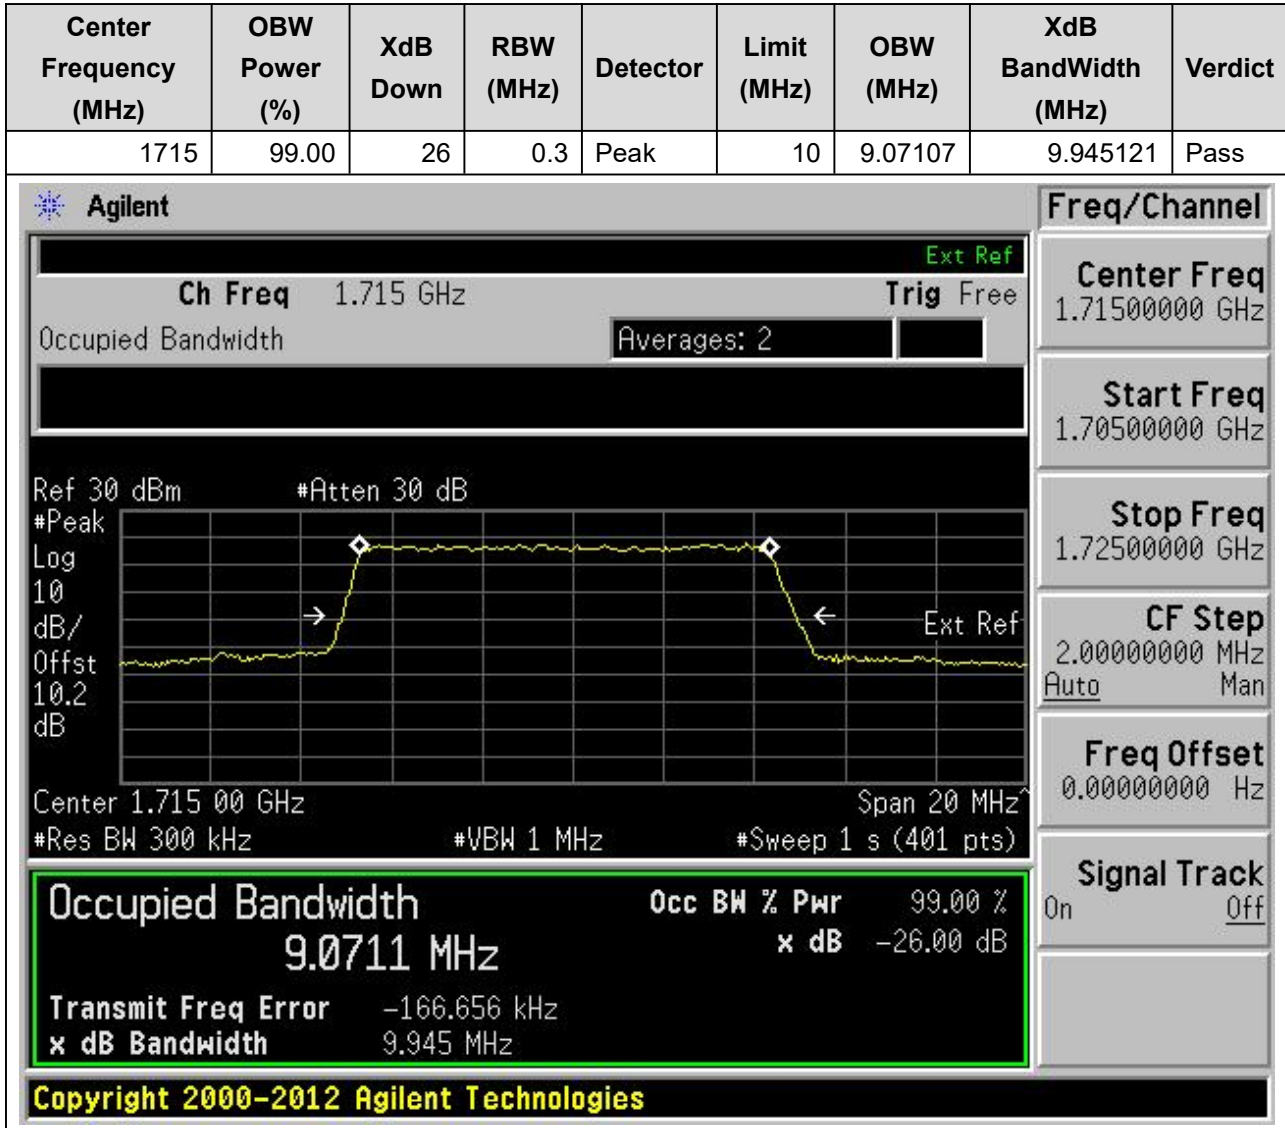 Center Frequency (MHz) OBW Power (%) XdB Down RBW (MHz) Detector Limit (MHz) OBW (MHz) XdB BandWidth (MHz) Verdict
1715 99.00 26 0.3 Peak 10 9.07107 9.945121 Pass
Agilent
Freq/Channel
Ext Ref
Ch Freq 1.715 GHz Trig Free
Occupied Bandwidth Averages: 2
Center Freq
1.71500000 GHz
Start Freq
1.70500000 GHz
Stop Freq
1.72500000 GHz
CF Step
2.00000000 MHz
Auto Man
Freq Offset
0.00000000 Hz
Signal Track
On Off
Ref 30 dBm #Atten 30 dB
#Peak
Log
10
dB/
Offst
10.2
dB
Ext Ref
Center 1.715 00 GHz Span 20 MHz^
#Res BW 300 kHz #VBW 1 MHz #Sweep 1 s (401 pts)
Occupied Bandwidth Occ BW % Pwr 99.00 %
9.0711 MHz x dB -26.00 dB
Transmit Freq Error -166.656 kHz
x dB Bandwidth 9.945 MHz
Copyright 2000-2012 Agilent Technologies